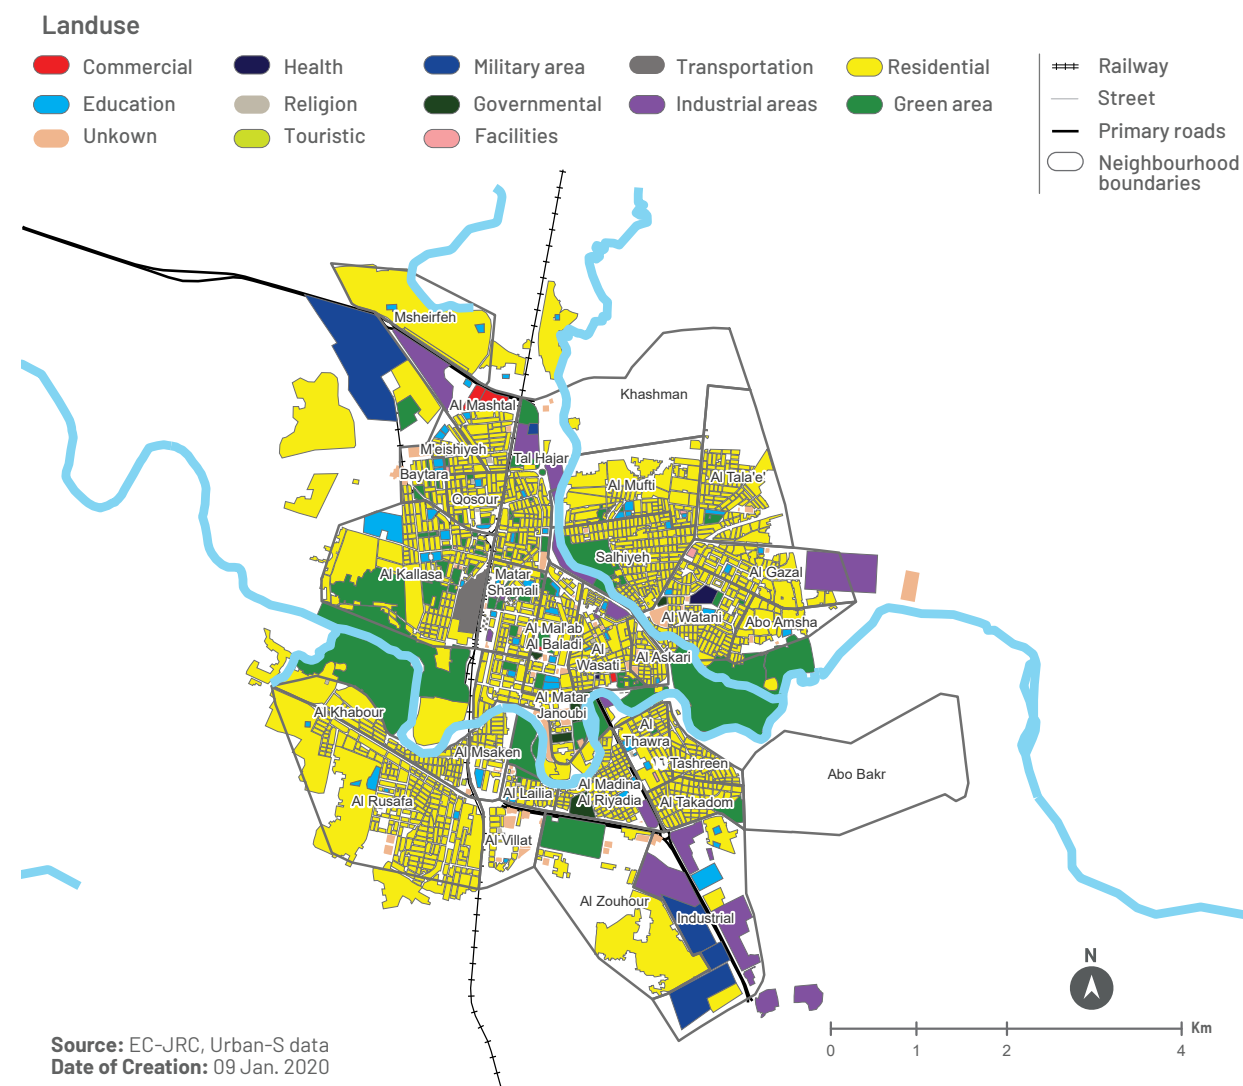 Landuse
Commercial
Health
Military area
Transportation
Residential
Education
Religion
Governmental
Industrial areas
Green area
Unkown
Touristic
Facilities
Railway
Street
Primary roads
Neighbourhood
boundaries
Msheirfeh
Khashman
Al Mashtal
M'eishiyeh
Tal Hajar
Baytara
Al Tala'e'
Al Mufti
Qosour
Salhiyeh
Al Kallasa
Matar
Shamali
Al Gazal
Al Watani
Abo Amsha
Al Mal'ab
Al Baladi
Al
Wasati
Al Askari
Al Khabour
Al Matar
Janoubi
Al
Thawra
Al Msaken
Tashreen
Abo Bakr
Al Lailia
Al Madina
Al Riyadia
Al Takadom
Al Rusafa
Al Villat
Al Zouhour
Industrial
N
Km
0
1
2
4
Source: EC-JRC, Urban-S data
Date of Creation: 09 Jan. 2020